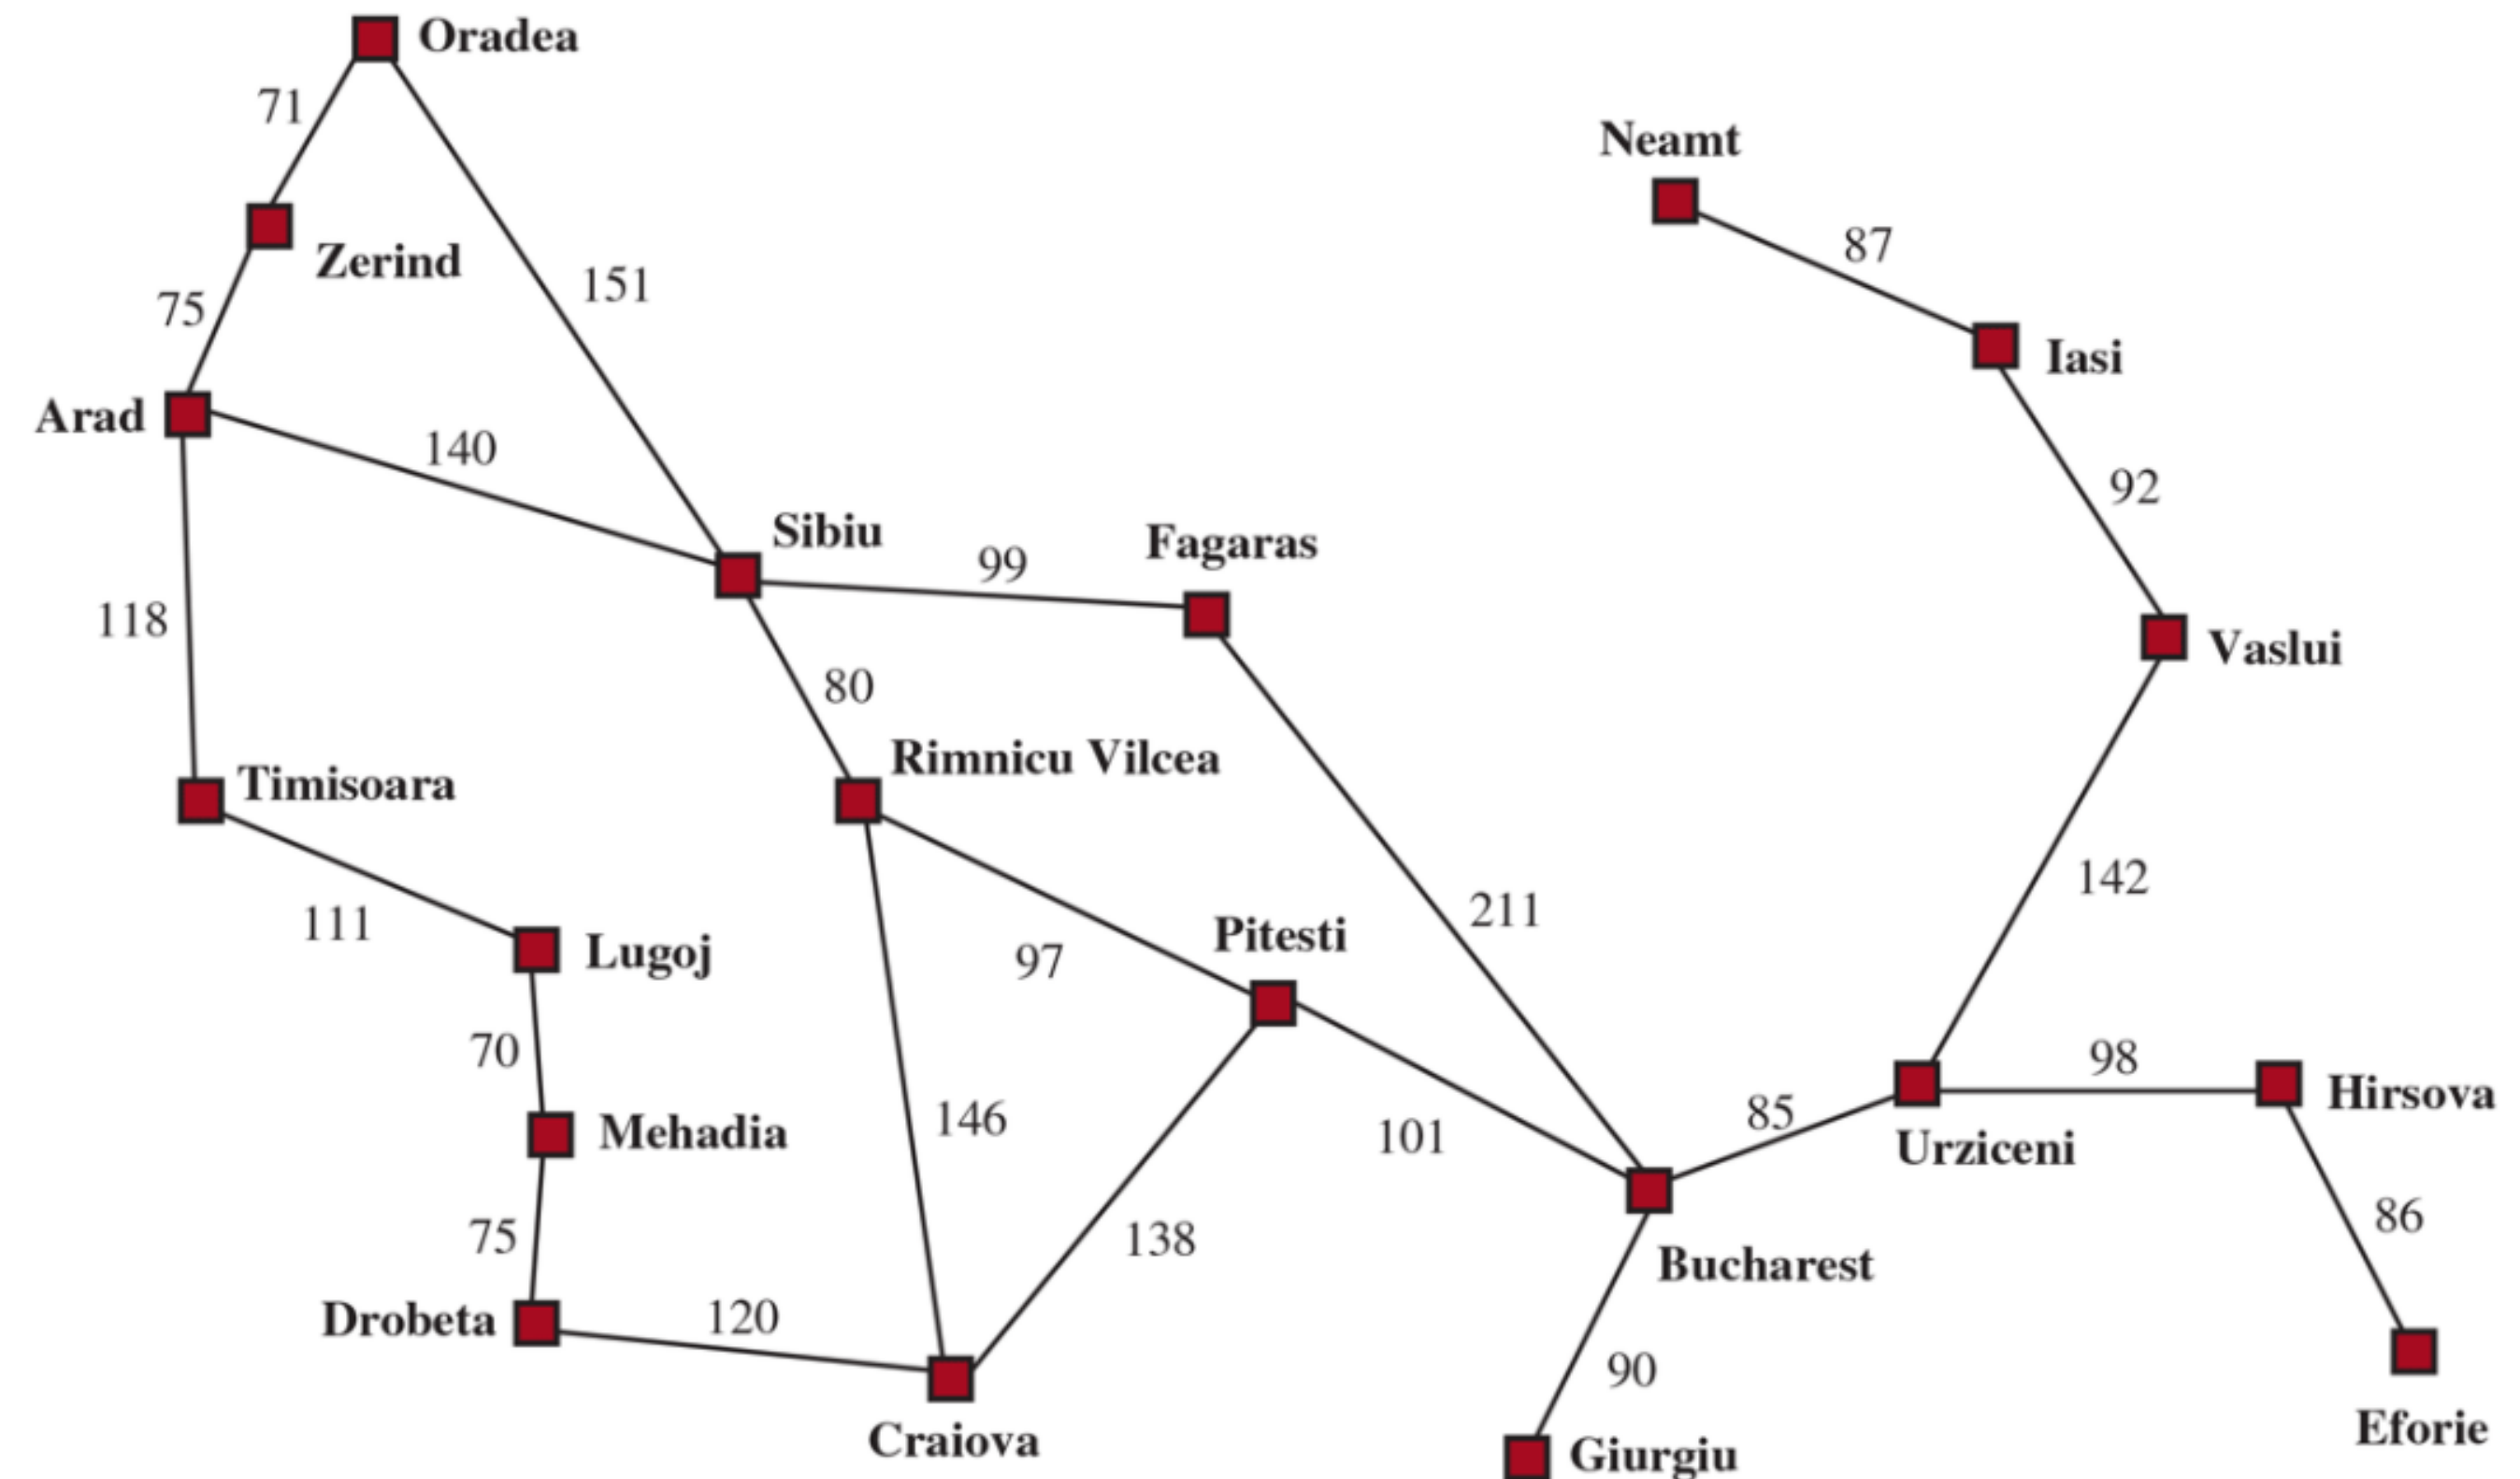 Oradea
71
Neamt
87
Zerind
151
75
Iasi
Arad
140
92
Sibiu
99
Fagaras
118
Vaslui
80
Rimnicu Vilcea
Timisoara
142
111
Lugoj
97
Pitesti
211
70
98
Hirsova
85
Mehadia
146
101
Urziceni
86
75
138
Bucharest
Drobeta
120
90
Eforie
Craiova
Giurgiu